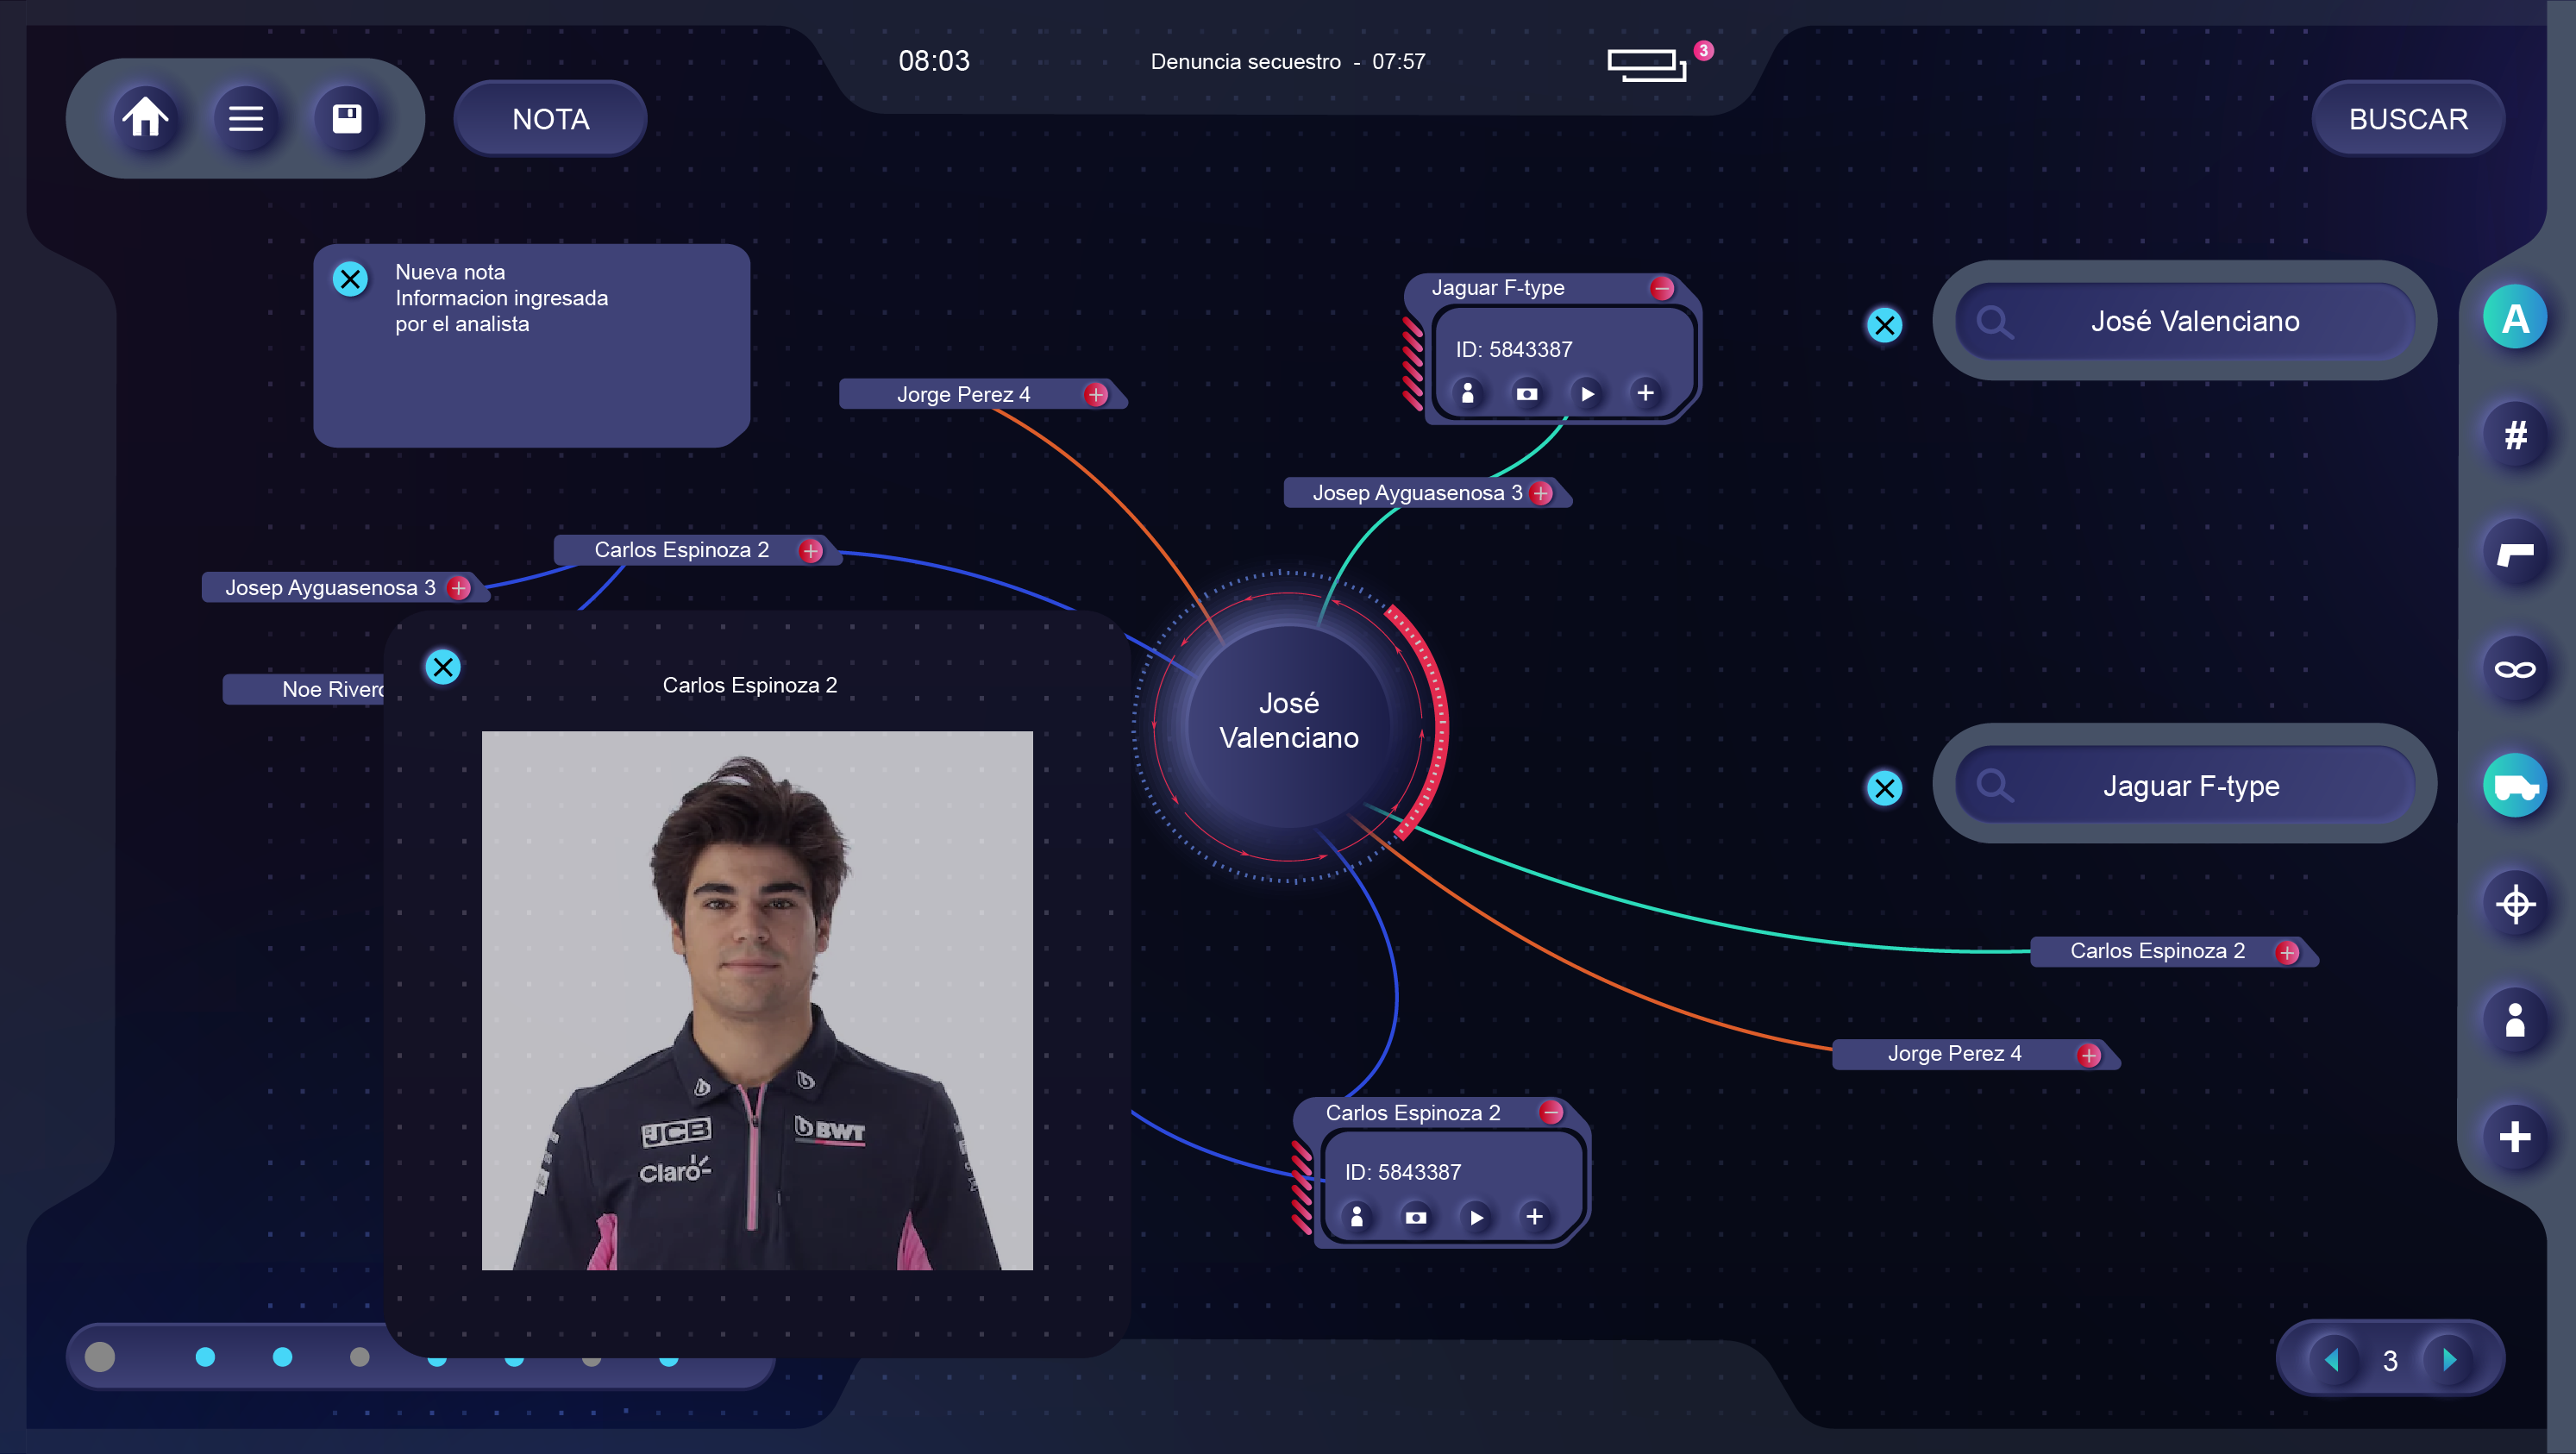 08:03
Denuncia secuestro - 07:57
3
NOTA
BUSCAR
Nueva nota
Informacion ingresada
por el analista
Jaguar F-type
ID: 5843387
José Valenciano
A
Jorge Perez 4
#
Josep Ayguasenosa 3
Carlos Espinoza 2
Josep Ayguasenosa 3
Noe River
Carlos Espinoza 2
José
Valenciano
Jaguar F-type
Carlos Espinoza 2
Jorge Perez 4
JCB
BWT
Claro
Carlos Espinoza 2
ID: 5843387
3